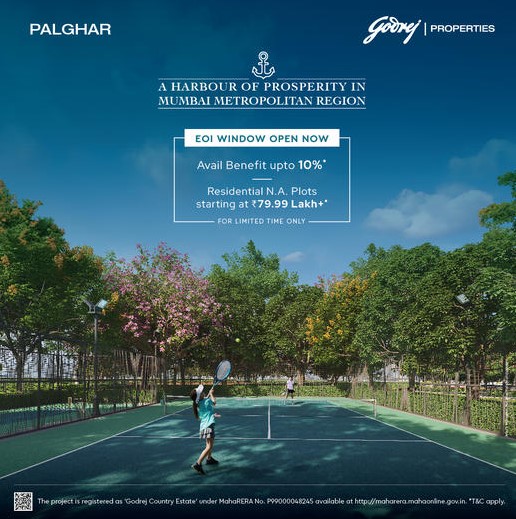 PALGHAR
Godrej | PROPERTIES
A HARBOUR OF PROSPERITY IN
MUMBAI METROPOLITAN REGION
EOI WINDOW OPEN NOW
Avail Benefit upto 10%*
Residential N.A. Plots
starting at ₹79.99 Lakh+*
FOR LIMITED TIME ONLY
The project is registered as 'Godrej Country Estate' under MahaRERA No. P99000048245 available at http://maharera.mahaonline.gov.in. *T&C apply.